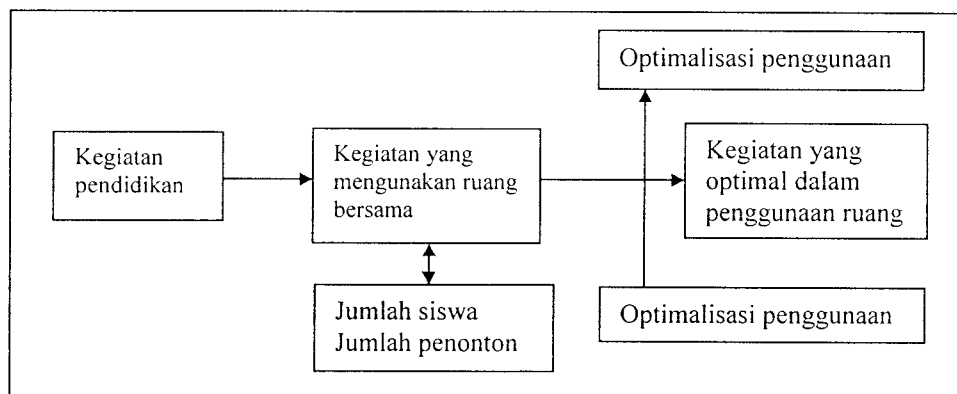 Optimalisasi penggunaan
Kegiatan
pendidikan
Kegiatan yang
mengunakan ruang
bersama
Kegiatan yang
optimal dalam
penggunaan ruang
Jumlah siswa
Jumlah penonton
Optimalisasi penggunaan